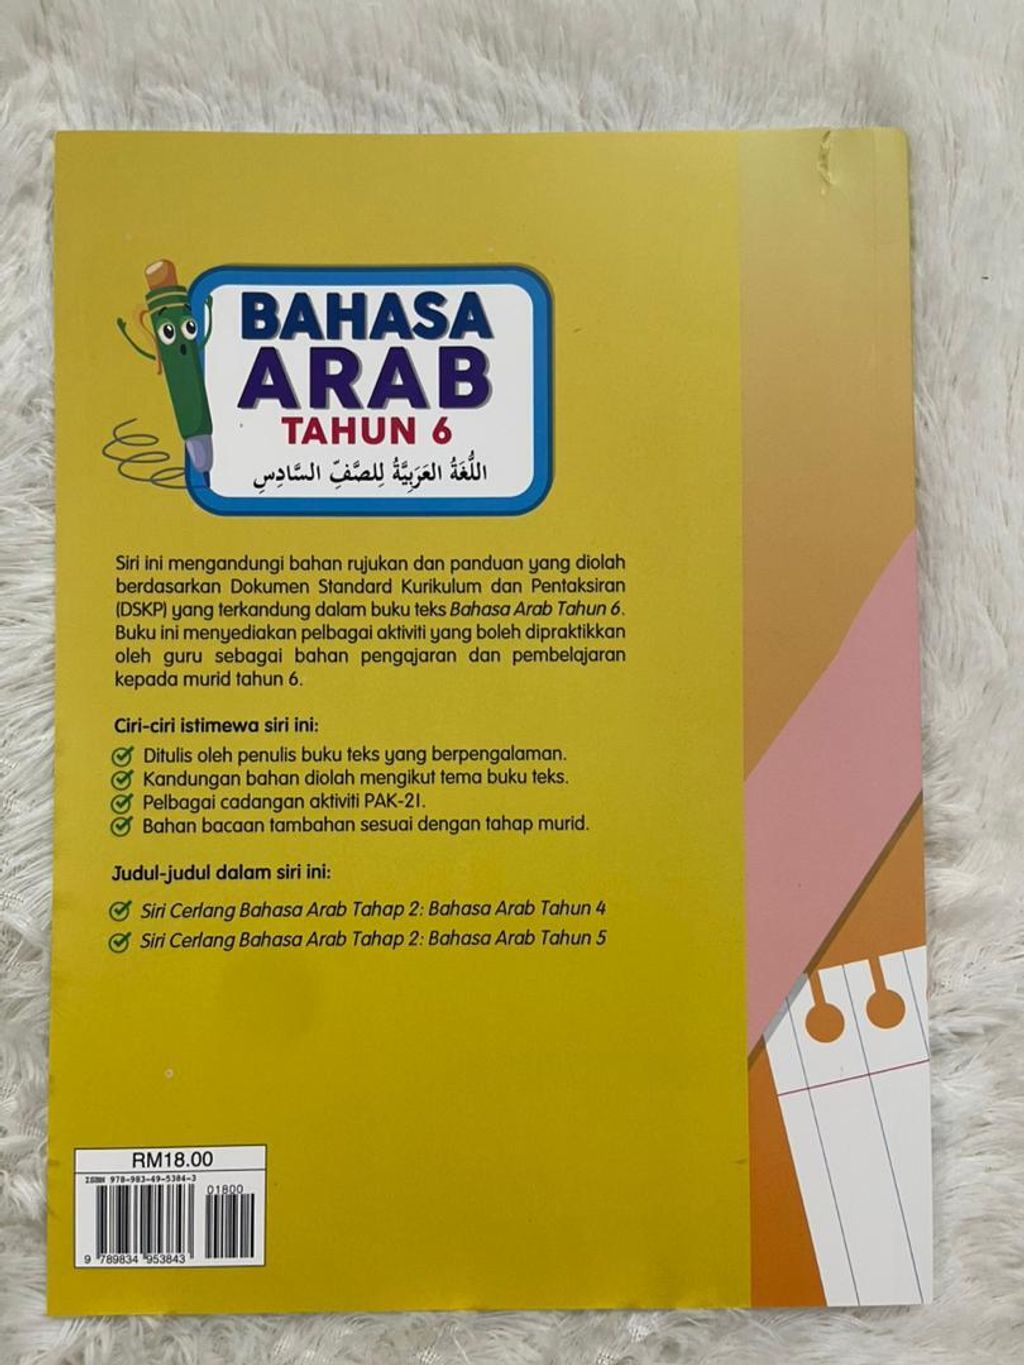 BAHASA
ARAB
TAHUN 6
اللُّغَةُ العَرَبِيَّةُ لِلصَّفِّ السَّادِسِ
Siri ini mengandungi bahan rujukan dan panduan yang diolah
berdasarkan Dokumen Standard Kurikulum dan Pentaksiran
(DSKP) yang terkandung dalam buku teks Bahasa Arab Tahun 6.
Buku ini menyediakan pelbagai aktiviti yang boleh dipraktikkan
oleh guru sebagai bahan pengajaran dan pembelajaran
kepada murid tahun 6.
Ciri-ciri istimewa siri ini:
Ditulis oleh penulis buku teks yang berpengalaman.
Kandungan bahan diolah mengikut tema buku teks.
Pelbagai cadangan aktiviti PAK-21.
Bahan bacaan tambahan sesuai dengan tahap murid.
Judul-judul dalam siri ini:
Siri Cerlang Bahasa Arab Tahap 2: Bahasa Arab Tahun 4
Siri Cerlang Bahasa Arab Tahap 2: Bahasa Arab Tahun 5
RM18.00
ISBN 978-983-49-5384-3
01800
9 789834 953843